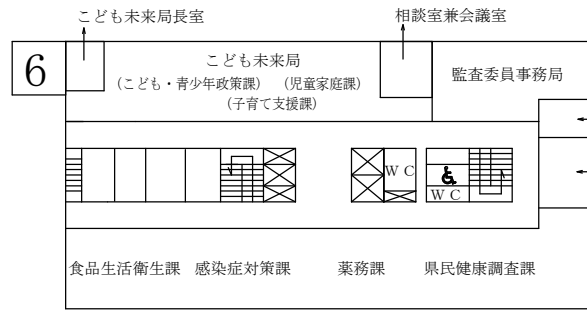 こども未来局長室
相談室兼会議室
6
こども未来局
(こども・青少年政策課) (児童家庭課)
(子育て支援課)
監査委員事務局
WC
WC
食品生活衛生課 感染症対策課 薬務課 県民健康調査課